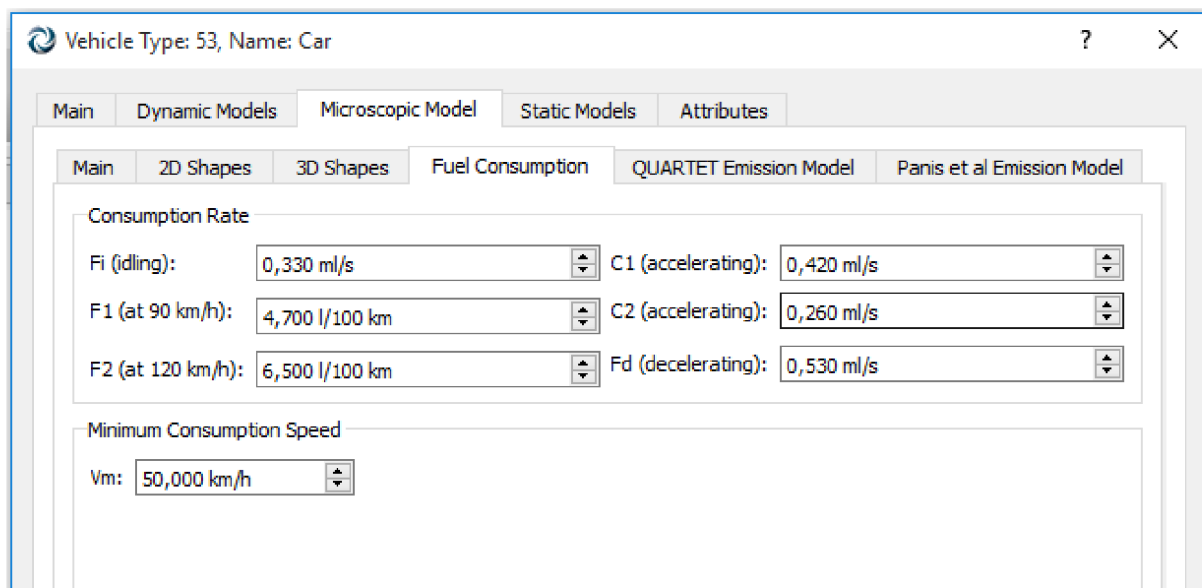 Vehicle Type: 53, Name: Car ?
Main Dynamic Models Microscopic Model Static Models Attributes
Main 2D Shapes 3D Shapes Fuel Consumption QUARTET Emission Model Panis et al Emission Model
Consumption Rate
Fi (idling): 0,330 ml/s C1 (accelerating): 0,420 ml/s
F1 (at 90 km/h): 4,700 l/100 km C2 (accelerating): 0,260 ml/s
F2 (at 120 km/h): 6,500 l/100 km Fd (decelerating): 0,530 ml/s
Minimum Consumption Speed
Vm: 50,000 km/h